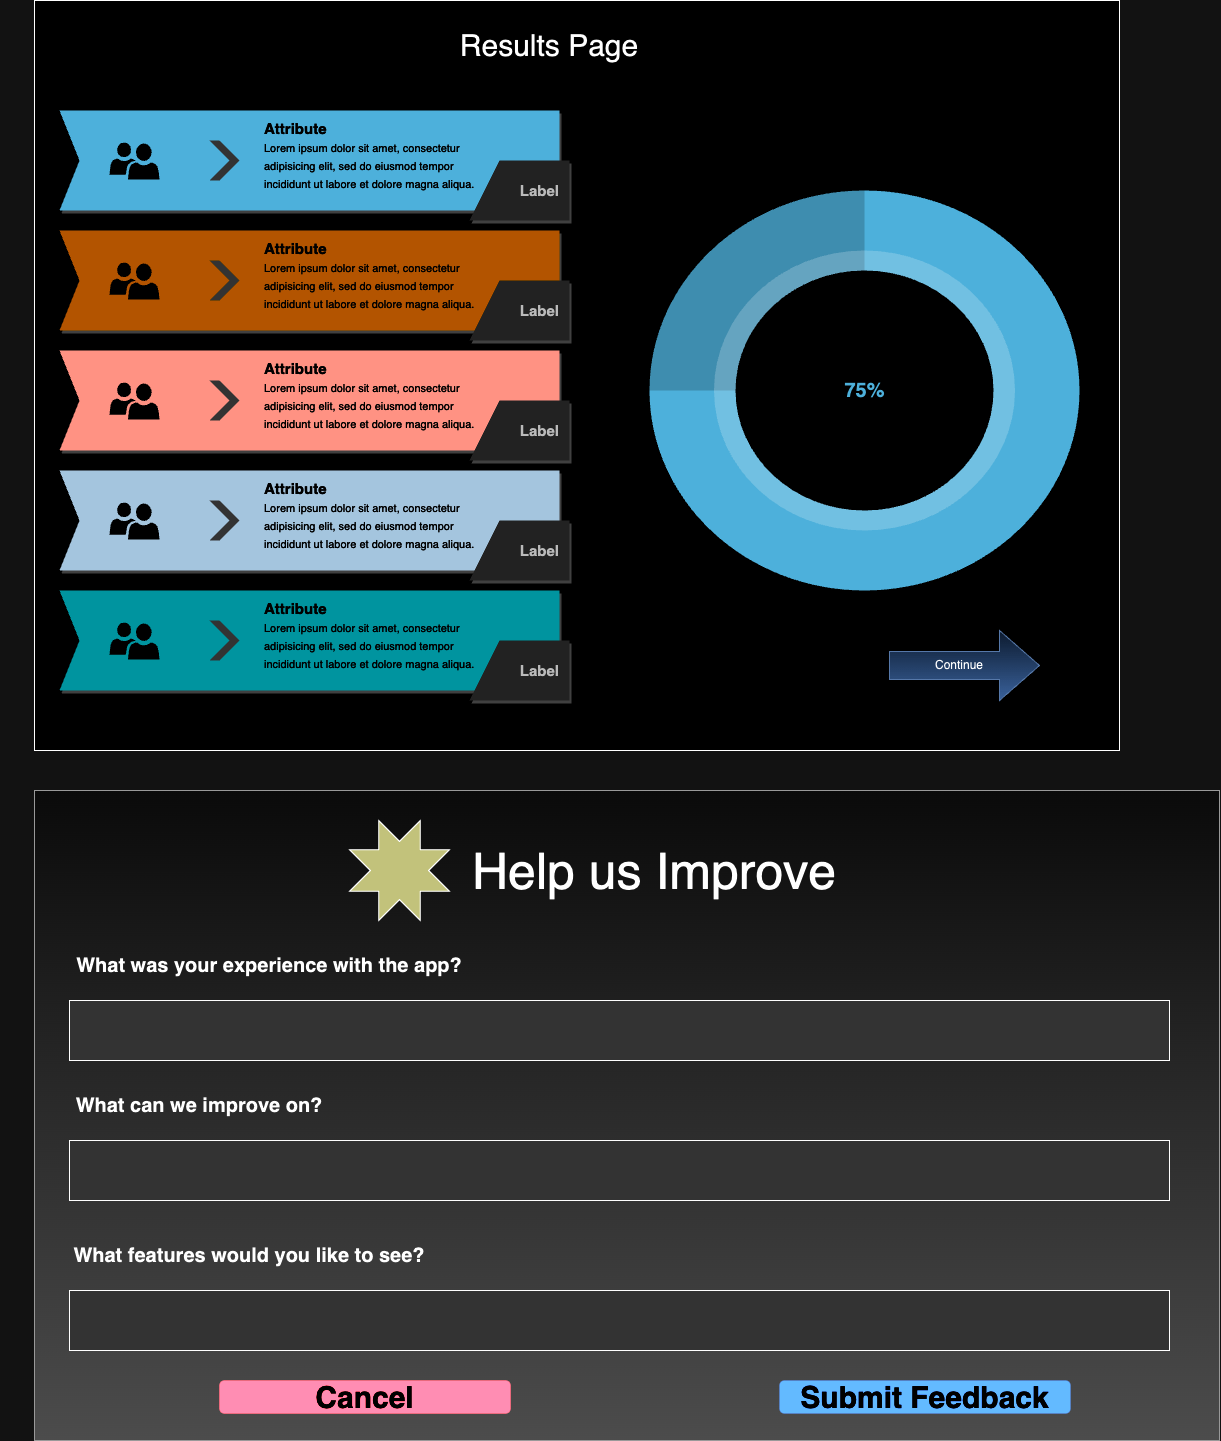 Results Page
Attribute
Lorem ipsum dolor sit amet, consectetur
adipisicing elit, sed do eiusmod tempor
incididunt ut labore et dolore magna aliqua.
Label
Attribute
Lorem ipsum dolor sit amet, consectetur
adipisicing elit, sed do eiusmod tempor
incididunt ut labore et dolore magna aliqua.
Label
Attribute
Lorem ipsum dolor sit amet, consectetur
adipisicing elit, sed do eiusmod tempor
incididunt ut labore et dolore magna aliqua.
Label
Attribute
Lorem ipsum dolor sit amet, consectetur
adipisicing elit, sed do eiusmod tempor
incididunt ut labore et dolore magna aliqua.
Label
Attribute
Lorem ipsum dolor sit amet, consectetur
adipisicing elit, sed do eiusmod tempor
incididunt ut labore et dolore magna aliqua.
Label
75%
Continue
Help us Improve
What was your experience with the app?
What can we improve on?
What features would you like to see?
Cancel
Submit Feedback